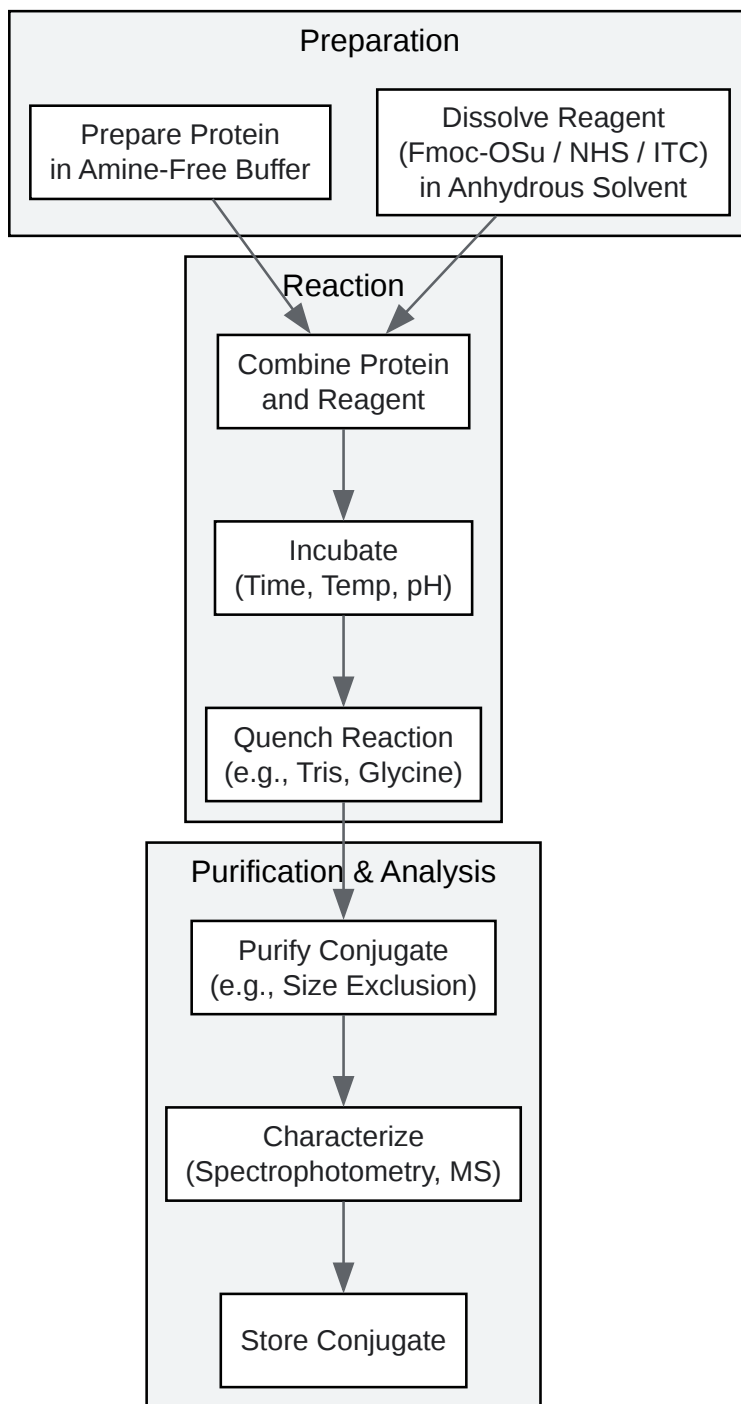 Preparation
Prepare Protein
in Amine-Free Buffer
Dissolve Reagent
(Fmoc-OSu / NHS / ITC)
in Anhydrous Solvent
Reaction
Combine Protein
and Reagent
Incubate
(Time, Temp, pH)
Quench Reaction
(e.g., Tris, Glycine)
Purification & Analysis
Purify Conjugate
(e.g., Size Exclusion)
Characterize
(Spectrophotometry, MS)
Store Conjugate